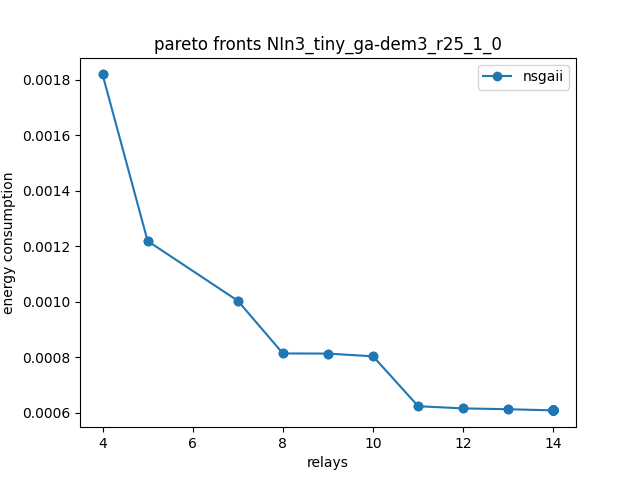 pareto fronts NIn3_tiny_ga-dem3_r25_1_0
nsgaii
0.0018
0.0016
0.0014
0.0012
0.0010
0.0008
0.0006
energy consumption
4 6 8 10 12 14
relays